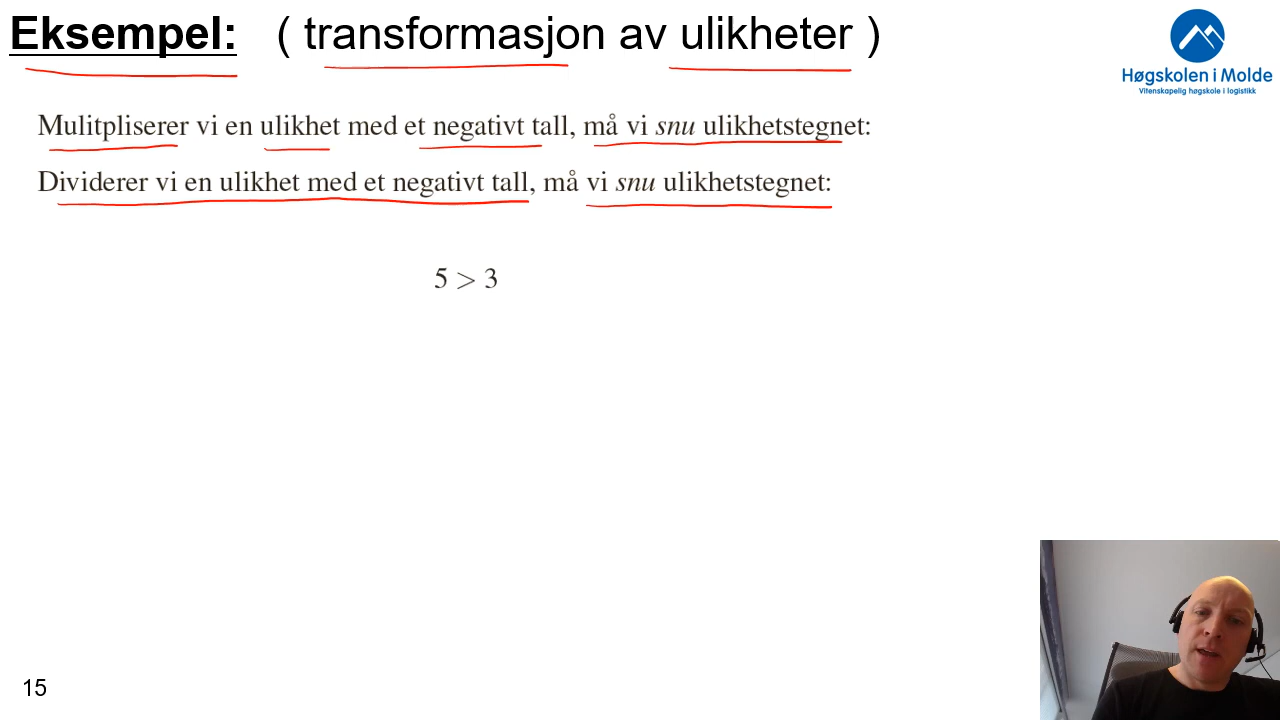 Eksempel: ( transformasjon av ulikheter )
Høgskolen i Molde
Vitenskapelig høgskole i logistikk
Mulitpliserer vi en ulikhet med et negativt tall, må vi snu ulikhetstegnet:
Dividerer vi en ulikhet med et negativt tall, må vi snu ulikhetstegnet:
5 > 3
15